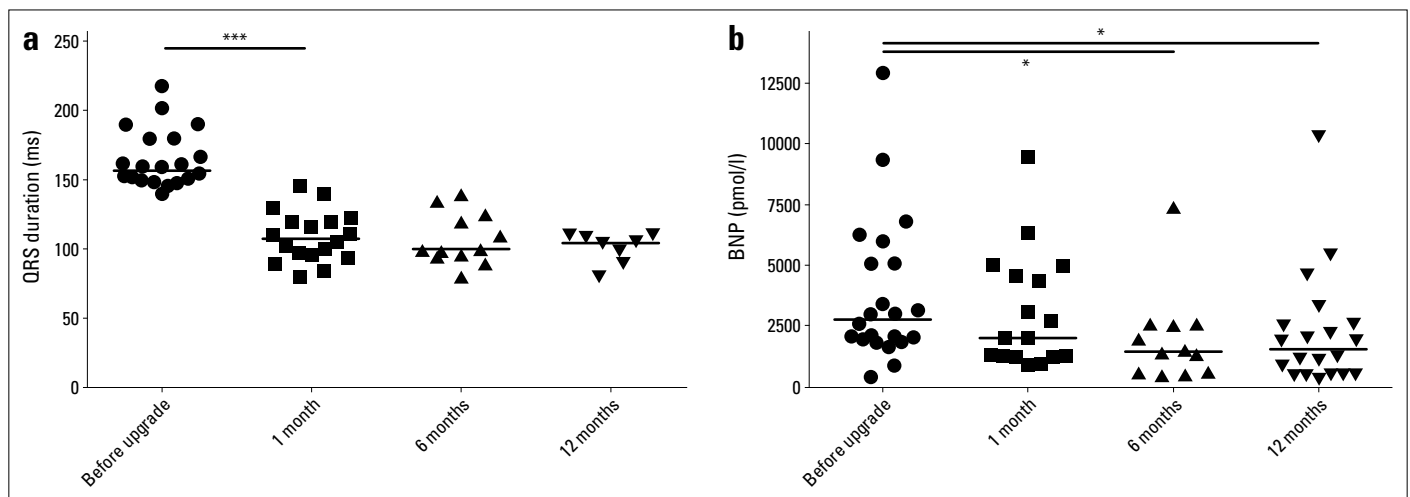 a
***
QRS duration (ms)
250
200
150
100
50
0
Before upgrade
1 month
6 months
12 months
b
*
*
BNP (pmol/l)
12500
10000
7500
5000
2500
0
Before upgrade
1 month
6 months
12 months